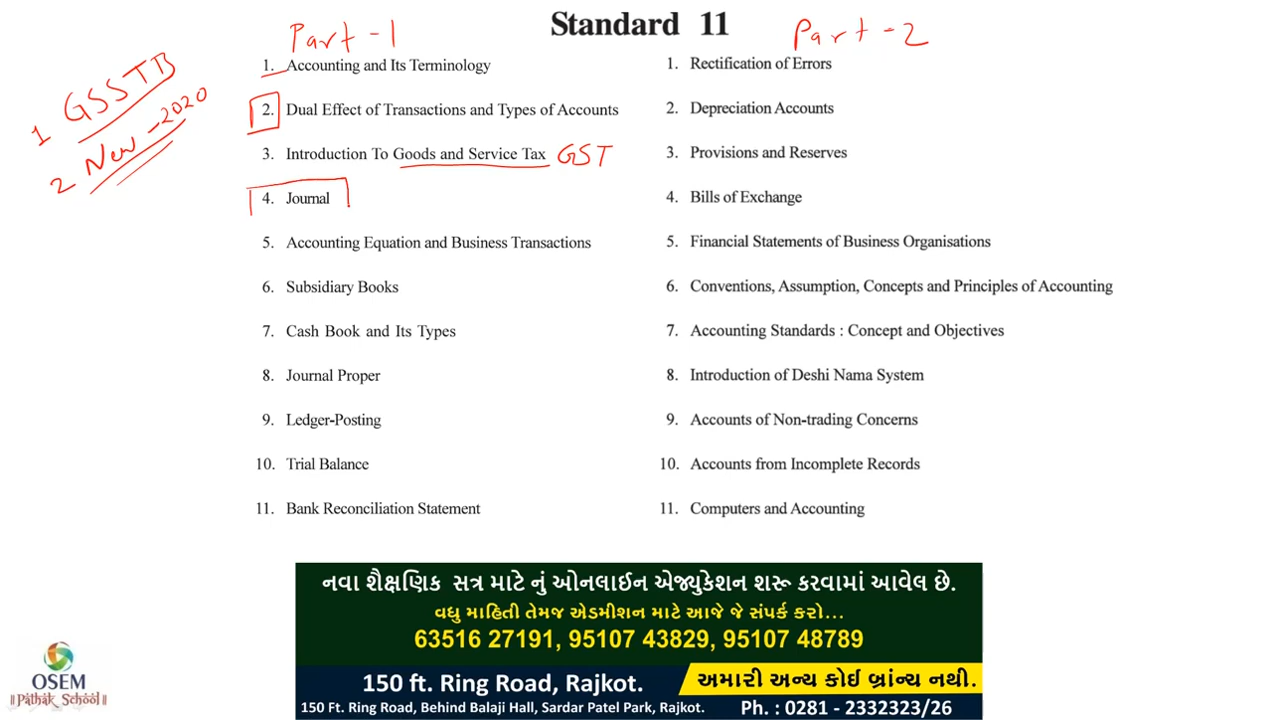 Standard 11
Part - 1
Part - 2
1 GSSTB
2 New - 2020
1. Accounting and Its Terminology
2. Dual Effect of Transactions and Types of Accounts
3. Introduction To Goods and Service Tax GST
4. Journal
5. Accounting Equation and Business Transactions
6. Subsidiary Books
7. Cash Book and Its Types
8. Journal Proper
9. Ledger-Posting
10. Trial Balance
11. Bank Reconciliation Statement
1. Rectification of Errors
2. Depreciation Accounts
3. Provisions and Reserves
4. Bills of Exchange
5. Financial Statements of Business Organisations
6. Conventions, Assumption, Concepts and Principles of Accounting
7. Accounting Standards : Concept and Objectives
8. Introduction of Deshi Nama System
9. Accounts of Non-trading Concerns
10. Accounts from Incomplete Records
11. Computers and Accounting
નવા શૈક્ષણિક સત્ર માટે નું ઓનલાઈન એજ્યુકેશન શરૂ કરવામાં આવેલ છે.
વધુ માહિતી તેમજ એડમીશન માટે આજે જે સંપર્ક કરો...
63516 27191, 95107 43829, 95107 48789
150 ft. Ring Road, Rajkot.
અમારી અન્ય કોઈ બ્રાંન્ચ નથી.
150 Ft. Ring Road, Behind Balaji Hall, Sardar Patel Park, Rajkot.
Ph. : 0281 - 2332323/26
OSEM
|| Pathak School ||